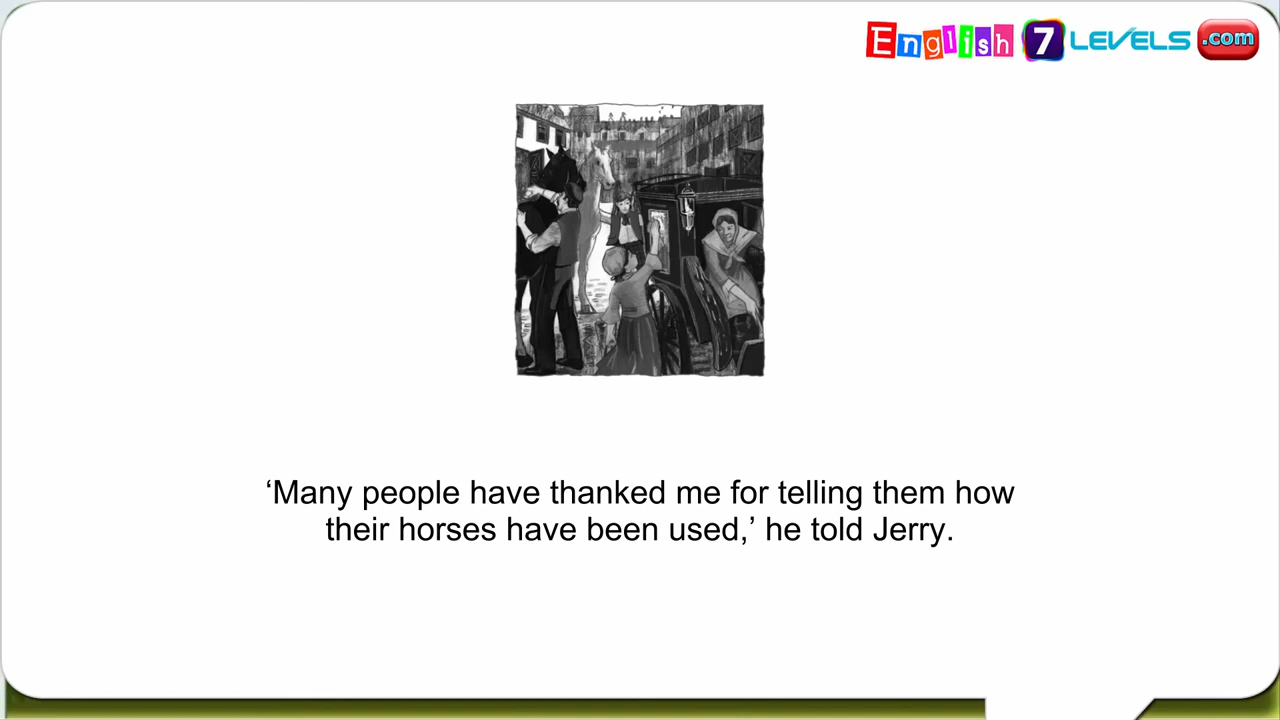 English 7 LEVELS .com
‘Many people have thanked me for telling them how
their horses have been used,’ he told Jerry.